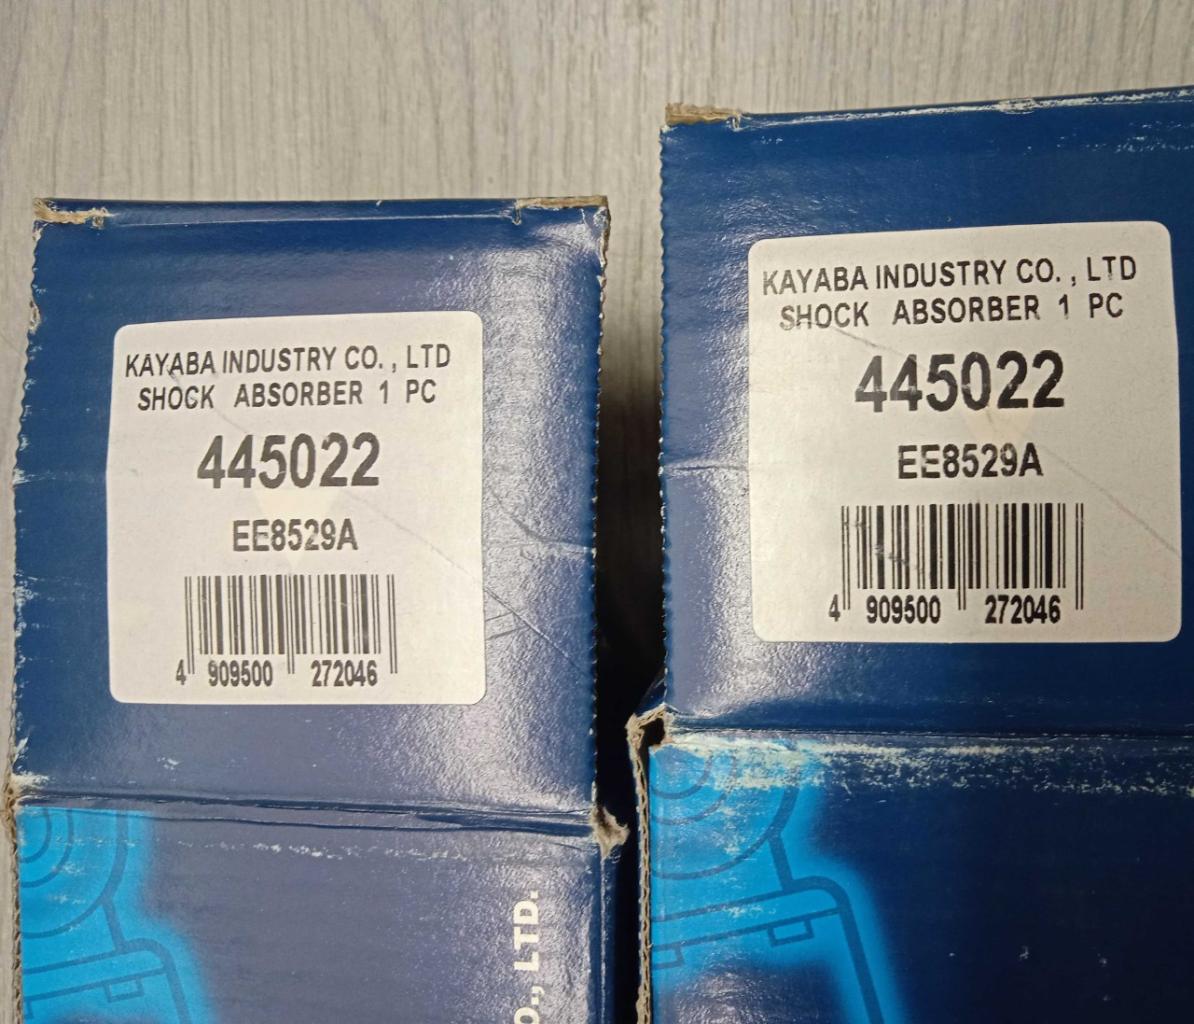 KAYABA INDUSTRY CO. , LTD
SHOCK ABSORBER 1 PC
445022
EE8529A
4 909500 272046
O., LTD.
KAYABA INDUSTRY CO. , LTD
SHOCK ABSORBER 1 PC
445022
EE8529A
4 909500 272046